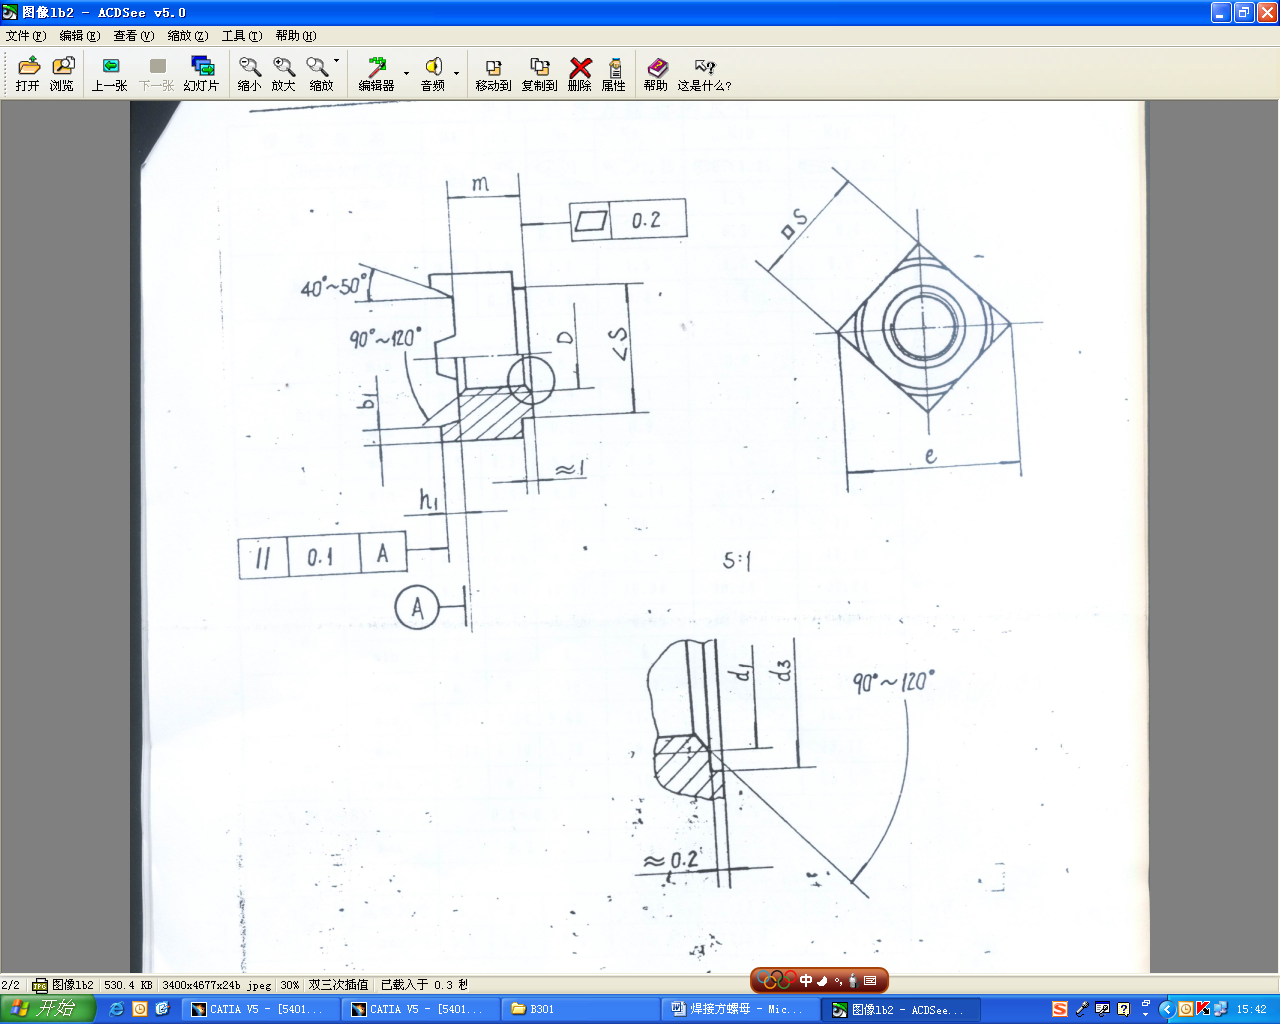 图像lb2 - ACDSee v5.0
文件(F) 编辑(E) 查看(V) 缩放(Z) 工具(T) 帮助(H)
打开 浏览 上一张 下一张 幻灯片 缩小 放大 缩放 编辑器 音频 移动到 复制到 删除 属性 帮助 这是什么?
m
0.2
□S
40°~50°
90°~120°
D
<S
b1
e
≈1
h1
// 0.1 A
A
5:1
d1
d3
90°~120°
≈0.2
2/2 图像lb2 530.4 KB 3400x4677x24b jpeg 30% 双三次插值 已载入于 0.3 秒
中
开始 CATIA V5 - [5401... CATIA V5 - [5401... B301 焊接方螺母 - Mic... 图像lb2 - ACDSee... 15:42